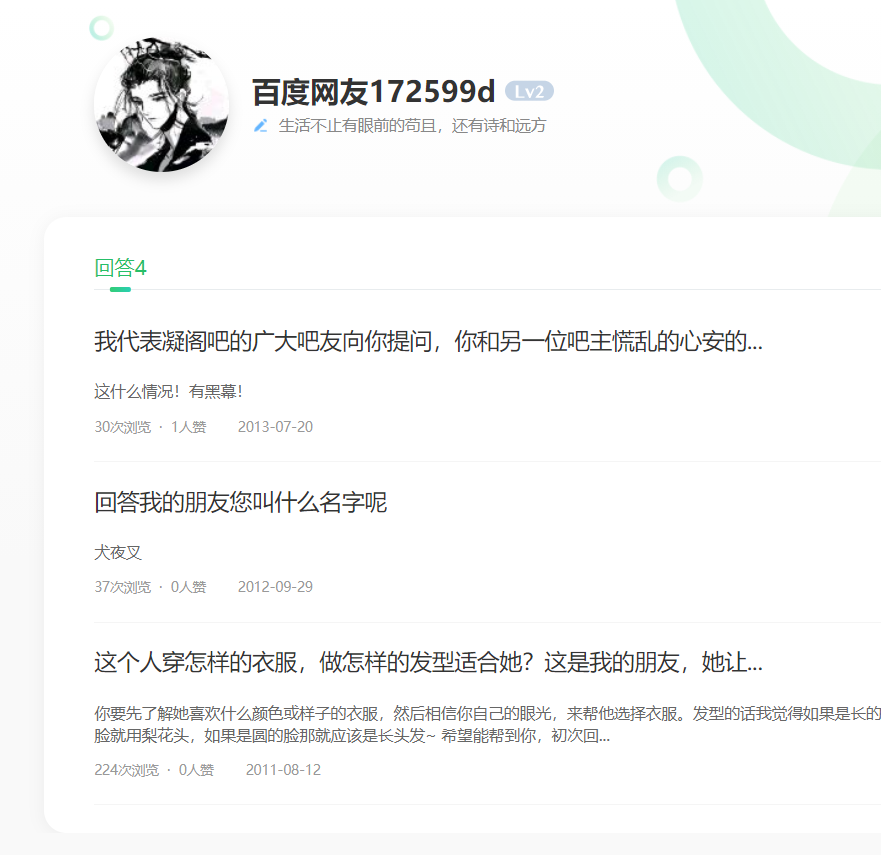 百度网友172599d Lv2
生活不止有眼前的苟且，还有诗和远方
回答4
我代表凝阁吧的广大吧友向你提问，你和另一位吧主慌乱的心安的...
这什么情况！有黑幕！
30次浏览 · 1人赞 2013-07-20
回答我的朋友您叫什么名字呢
犬夜叉
37次浏览 · 0人赞 2012-09-29
这个人穿怎样的衣服，做怎样的发型适合她？这是我的朋友，她让...
你要先了解她喜欢什么颜色或样子的衣服，然后相信你自己的眼光，来帮他选择衣服。发型的话我觉得如果是长的
脸就用梨花头，如果是圆的脸那就应该是长头发~ 希望能帮到你，初次回...
224次浏览 · 0人赞 2011-08-12